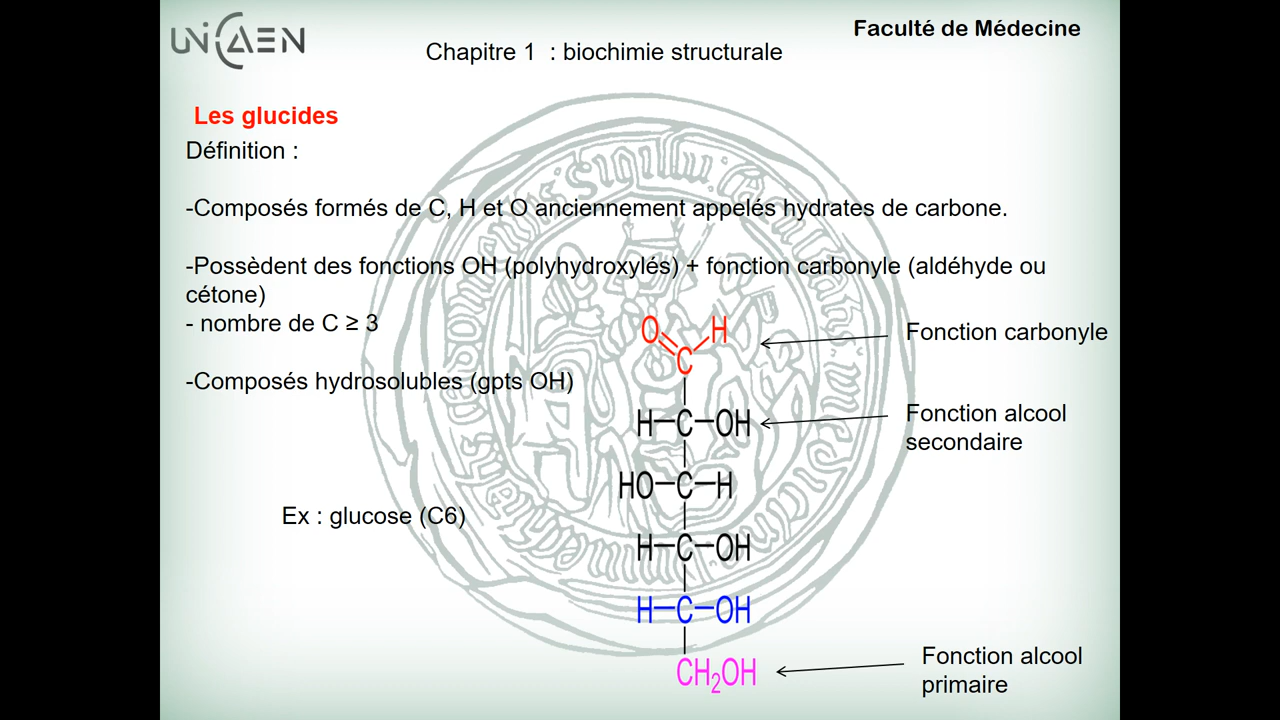 UNICAEN
Faculté de Médecine
Chapitre 1 : biochimie structurale
Les glucides
Définition :
-Composés formés de C, H et O anciennement appelés hydrates de carbone.
-Possèdent des fonctions OH (polyhydroxylés) + fonction carbonyle (aldéhyde ou
cétone)
- nombre de C ≥ 3
-Composés hydrosolubles (gpts OH)
Ex : glucose (C6)
O H
C
H-C-OH
HO-C-H
H-C-OH
H-C-OH
CH2OH
Fonction carbonyle
Fonction alcool
secondaire
Fonction alcool
primaire